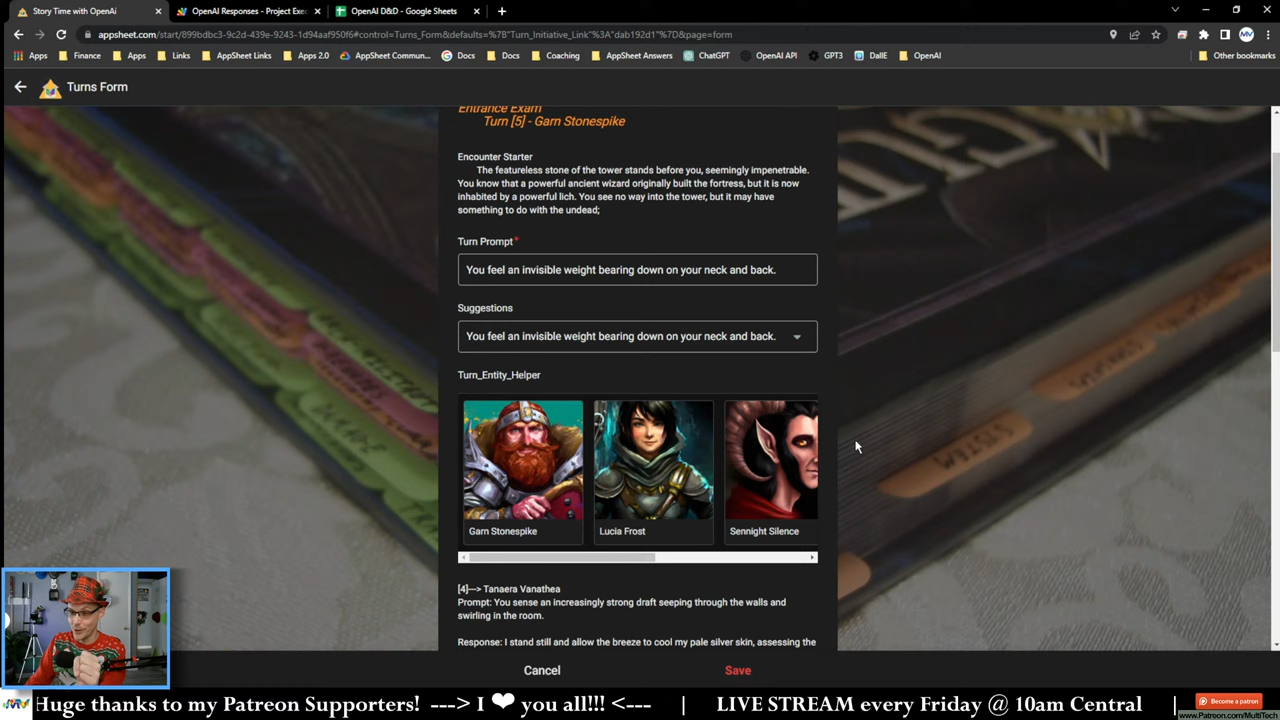 Story Time with OpenAi
OpenAI Responses - Project Exec
OpenAI D&D - Google Sheets
appsheet.com/start/899bdbc3-9c2d-439e-9243-1d94aaf950f6#control=Turns_Form&defaults=%7B"Turn_Initiative_Link"%3A"dab192d1"%7D&page=form
Apps
Finance
Apps
Links
AppSheet Links
Apps 2.0
AppSheet Commun...
Docs
Docs
Coaching
AppSheet Answers
ChatGPT
OpenAI API
GPT3
DallE
OpenAI
Other bookmarks
Turns Form
Entrance Exam
Turn [5] - Garn Stonespike
Encounter Starter
The featureless stone of the tower stands before you, seemingly impenetrable.
You know that a powerful ancient wizard originally built the fortress, but it is now
inhabited by a powerful lich. You see no way into the tower, but it may have
something to do with the undead;
Turn Prompt*
You feel an invisible weight bearing down on your neck and back.
Suggestions
You feel an invisible weight bearing down on your neck and back.
Turn_Entity_Helper
Garn Stonespike
Lucia Frost
Sennight Silence
[4]---> Tanaera Vanathea
Prompt: You sense an increasingly strong draft seeping through the walls and
swirling in the room.
Response: I stand still and allow the breeze to cool my pale silver skin, assessing the
Cancel
Save
Huge thanks to my Patreon Supporters! ---> I ❤ you all!!! <--- | LIVE STREAM every Friday @ 10am Central |
Become a patron
www.Patreon.com/MultiTech